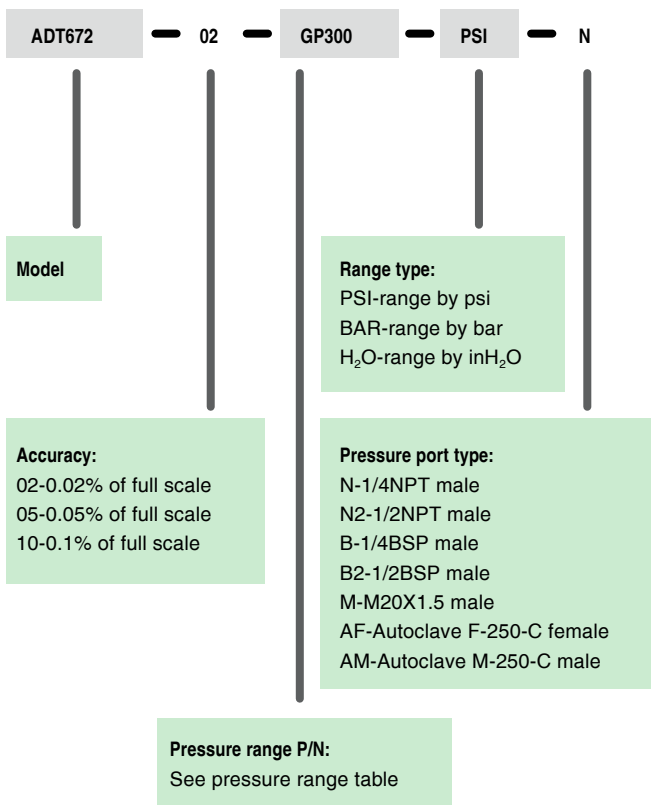 ADT672 — 02 — GP300 — PSI — N
Model
Range type:
PSI-range by psi
BAR-range by bar
H₂O-range by inH₂O
Accuracy:
02-0.02% of full scale
05-0.05% of full scale
10-0.1% of full scale
Pressure port type:
N-1/4NPT male
N2-1/2NPT male
B-1/4BSP male
B2-1/2BSP male
M-M20X1.5 male
AF-Autoclave F-250-C female
AM-Autoclave M-250-C male
Pressure range P/N:
See pressure range table